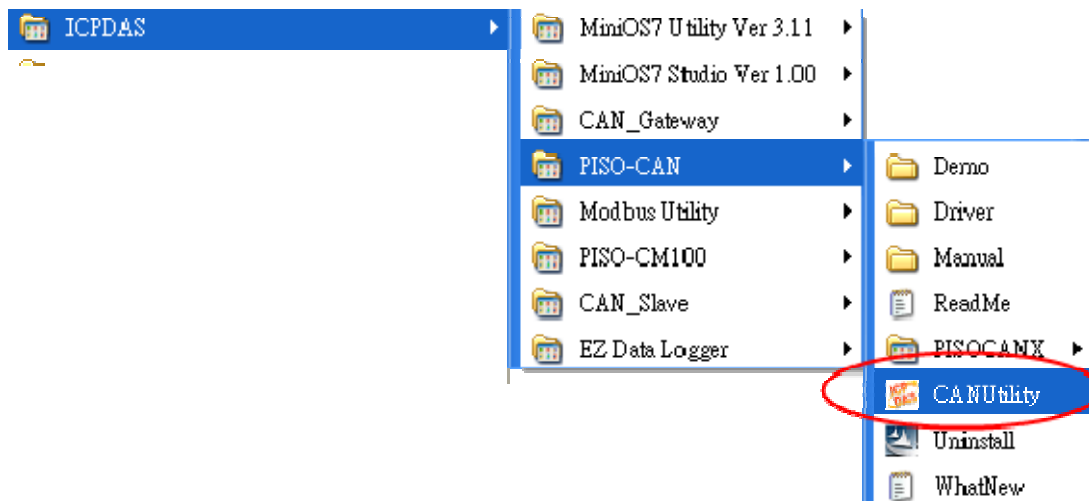 ICPDAS
MiniOS7 Utility Ver 3.11
MiniOS7 Studio Ver 1.00
CAN_Gateway
PISO-CAN
Modbus Utility
PISO-CM100
CAN_Slave
EZ Data Logger
Demo
Driver
Manual
ReadMe
PISOCANX
CANUtility
Uninstall
WhatNew